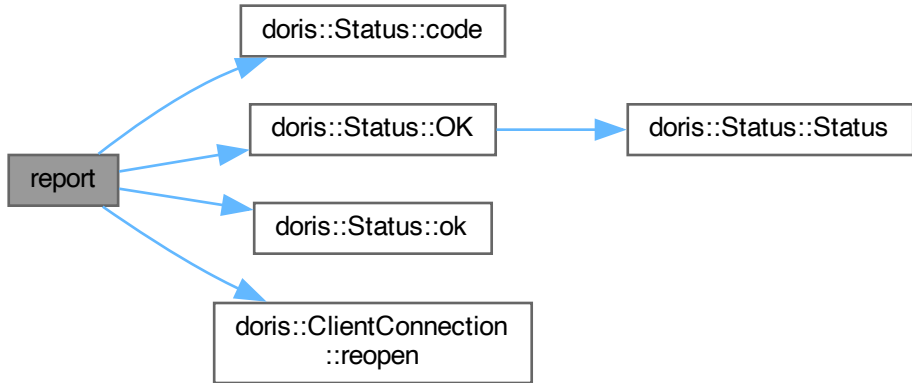 report
doris::Status::code
doris::Status::OK
doris::Status::Status
doris::Status::ok
doris::ClientConnection
::reopen